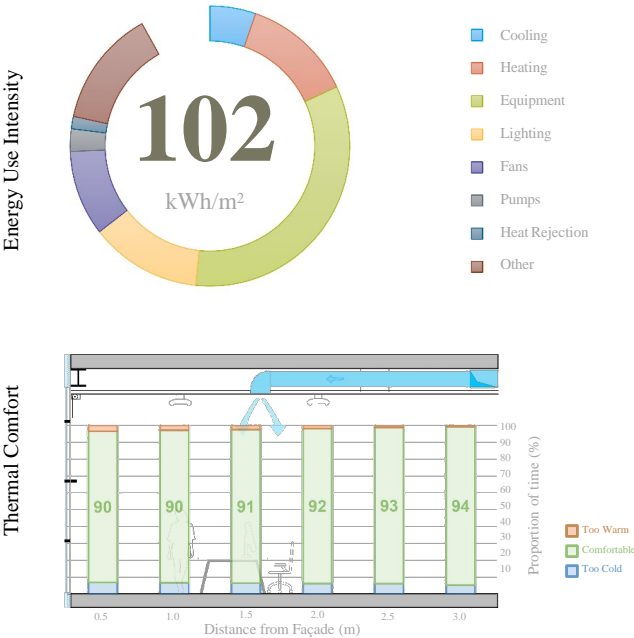 Energy Use Intensity
102
kWh/m²
Cooling
Heating
Equipment
Lighting
Fans
Pumps
Heat Rejection
Other
Thermal Comfort
90
90
91
92
93
94
100
90
80
70
60
50
40
30
20
10
Proportion of time (%)
Too Warm
Comfortable
Too Cold
0.5
1.0
1.5
2.0
2.5
3.0
Distance from Façade (m)